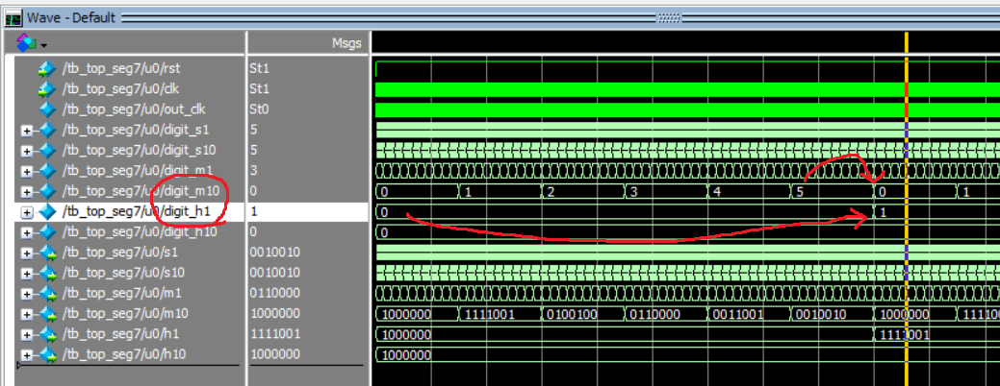 Wave - Default
Msgs
/tb_top_seg7/u0/rst St1
/tb_top_seg7/u0/clk St1
/tb_top_seg7/u0/out_clk St0
/tb_top_seg7/u0/digit_s1 5
/tb_top_seg7/u0/digit_s10 5
/tb_top_seg7/u0/digit_m1 3
/tb_top_seg7/u0/digit_m10 0 0 1 2 3 4 5 0 1
/tb_top_seg7/u0/digit_h1 1 0 1
/tb_top_seg7/u0/digit_h10 0 0
/tb_top_seg7/u0/s1 0010010
/tb_top_seg7/u0/s10 0010010
/tb_top_seg7/u0/m1 0110000
/tb_top_seg7/u0/m10 1000000 1000000 1111001 0100100 0110000 0011001 0010010 1000000 11110
/tb_top_seg7/u0/h1 1111001 1000000 1111001
/tb_top_seg7/u0/h10 1000000 1000000